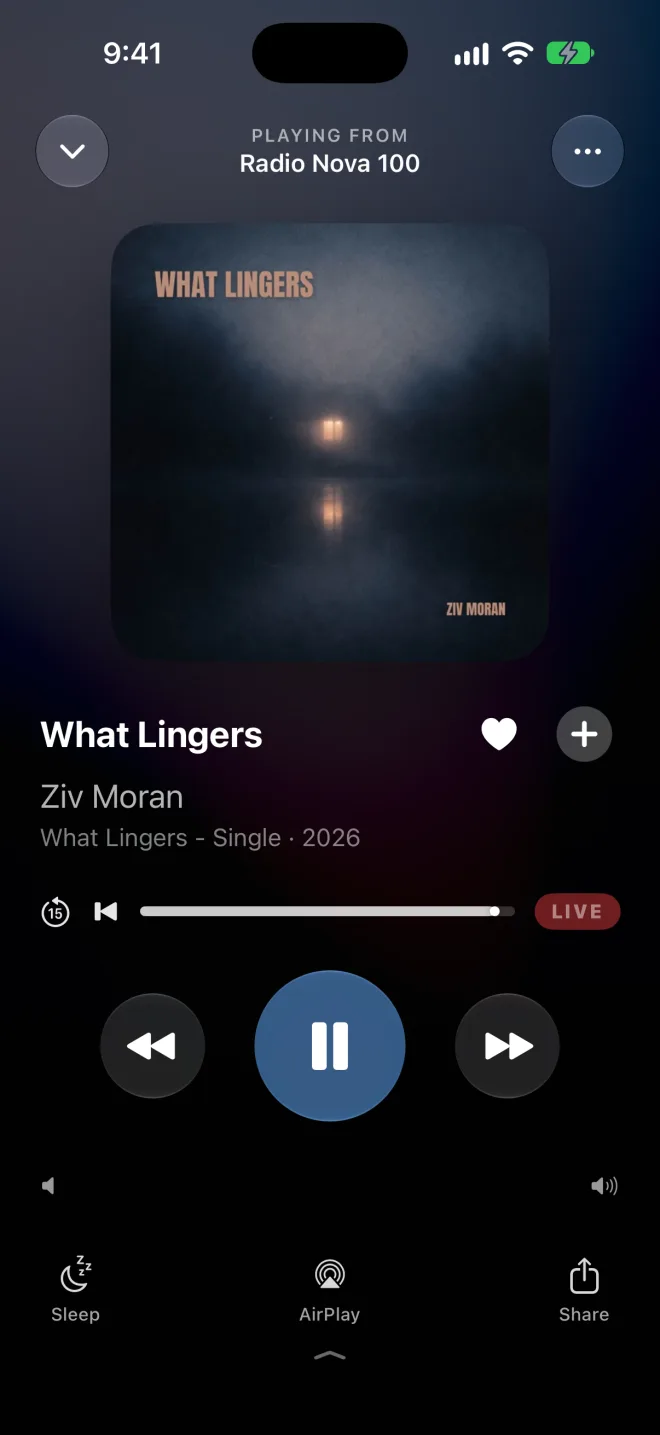 9:41
PLAYING FROM
Radio Nova 100
WHAT LINGERS
ZIV MORAN
What Lingers
Ziv Moran
What Lingers - Single · 2026
15
LIVE
Zzz
Sleep
AirPlay
Share